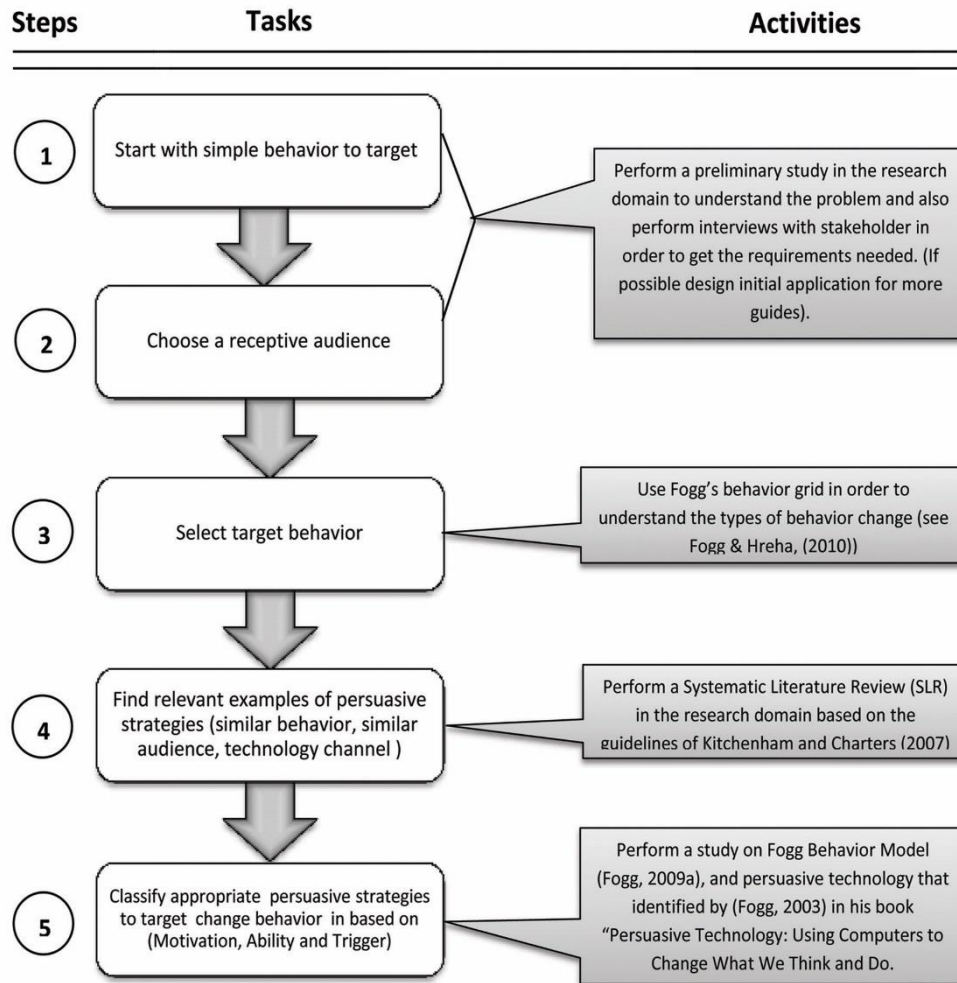 Steps Tasks Activities
1
Start with simple behavior to target
Perform a preliminary study in the research
domain to understand the problem and also
perform interviews with stakeholder in
order to get the requirements needed. (If
possible design initial application for more
guides).
2
Choose a receptive audience
3
Select target behavior
Use Fogg's behavior grid in order to
understand the types of behavior change (see
Fogg & Hreha, (2010))
4
Find relevant examples of persuasive
strategies (similar behavior, similar
audience, technology channel )
Perform a Systematic Literature Review (SLR)
in the research domain based on the
guidelines of Kitchenham and Charters (2007)
5
Classify appropriate persuasive strategies
to target change behavior in based on
(Motivation, Ability and Trigger)
Perform a study on Fogg Behavior Model
(Fogg, 2009a), and persuasive technology that
identified by (Fogg, 2003) in his book
“Persuasive Technology: Using Computers to
Change What We Think and Do.